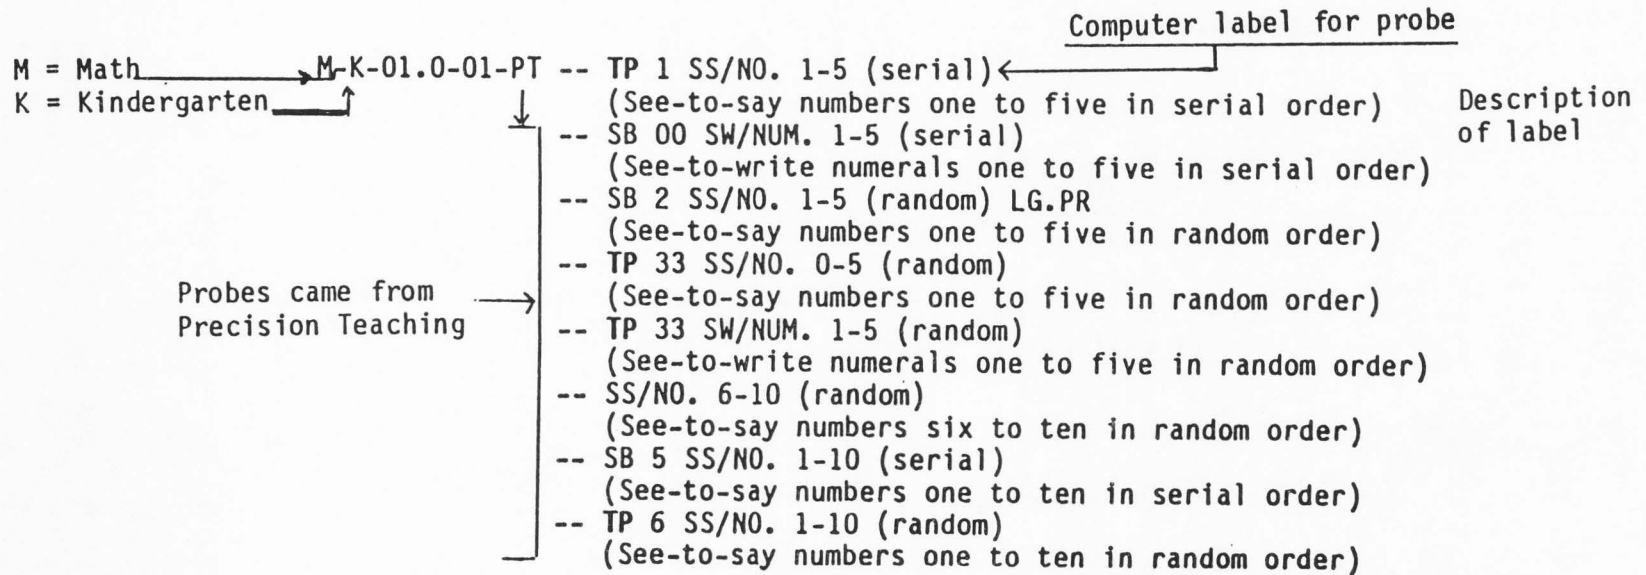 Computer label for probe
M = Math M-K-01.0-01-PT -- TP 1 SS/NO. 1-5 (serial)
K = Kindergarten (See-to-say numbers one to five in serial order) Description
-- SB 00 SW/NUM. 1-5 (serial) of label
(See-to-write numerals one to five in serial order)
-- SB 2 SS/NO. 1-5 (random) LG.PR
(See-to-say numbers one to five in random order)
-- TP 33 SS/NO. 0-5 (random)
Probes came from (See-to-say numbers one to five in random order)
Precision Teaching -- TP 33 SW/NUM. 1-5 (random)
(See-to-write numerals one to five in random order)
-- SS/NO. 6-10 (random)
(See-to-say numbers six to ten in random order)
-- SB 5 SS/NO. 1-10 (serial)
(See-to-say numbers one to ten in serial order)
-- TP 6 SS/NO. 1-10 (random)
(See-to-say numbers one to ten in random order)